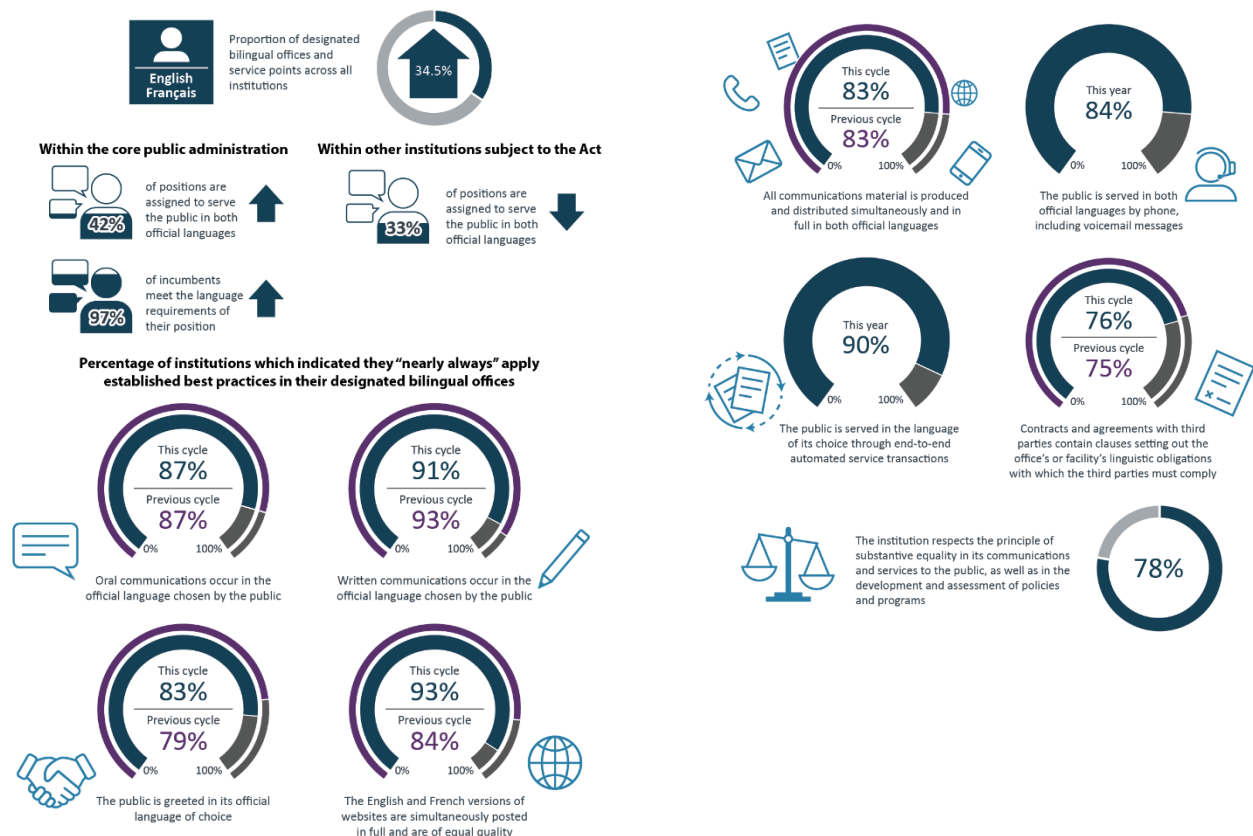 English
Français
Proportion of designated
bilingual offices and
service points across all
institutions
34.5%
Within the core public administration
42%
of positions are
assigned to serve
the public in both
official languages
97%
of incumbents
meet the language
requirements of
their position
Within other institutions subject to the Act
33%
of positions are
assigned to serve
the public in both
official languages
Percentage of institutions which indicated they “nearly always” apply
established best practices in their designated bilingual offices
This cycle
87%
Previous cycle
87%
0%
100%
Oral communications occur in the
official language chosen by the public
This cycle
91%
Previous cycle
93%
0%
100%
Written communications occur in the
official language chosen by the public
This cycle
83%
Previous cycle
79%
0%
100%
The public is greeted in its official
language of choice
This cycle
93%
Previous cycle
84%
0%
100%
The English and French versions of
websites are simultaneously posted
in full and are of equal quality
This cycle
83%
Previous cycle
83%
0%
100%
All communications material is produced
and distributed simultaneously and in
full in both official languages
This year
84%
0%
100%
The public is served in both
official languages by phone,
including voicemail messages
This year
90%
0%
100%
The public is served in the language
of its choice through end-to-end
automated service transactions
This cycle
76%
Previous cycle
75%
0%
100%
Contracts and agreements with third
parties contain clauses setting out the
office’s or facility’s linguistic obligations
with which the third parties must comply
The institution respects the principle of
substantive equality in its communications
and services to the public, as well as in the
development and assessment of policies
and programs
78%